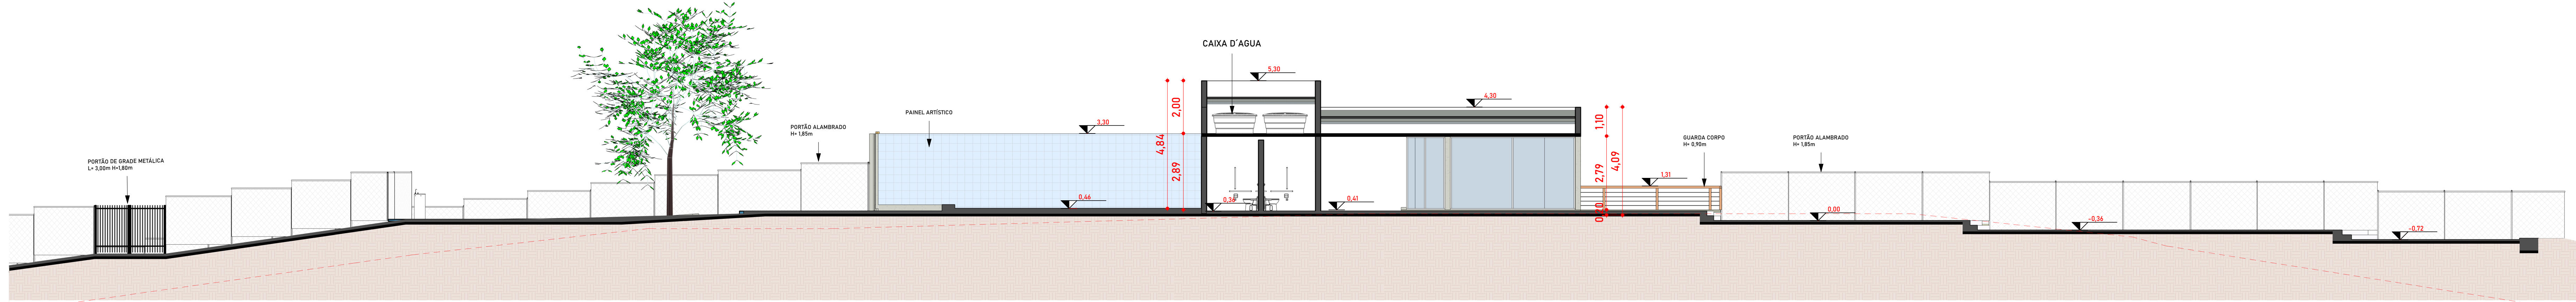 PORTÃO DE GRADE METÁLICA
L= 3,00m H=1,80m
PORTÃO ALAMBRADO
H= 1,85m
PAINEL ARTÍSTICO
3,30
0,46
4,84
2,00
2,89
CAIXA D´AGUA
5,30
0,36
0,41
4,30
1,10
2,79
4,09
1,31
GUARDA CORPO
H= 0,90m
PORTÃO ALAMBRADO
H= 1,85m
0,00
-0,36
-0,72